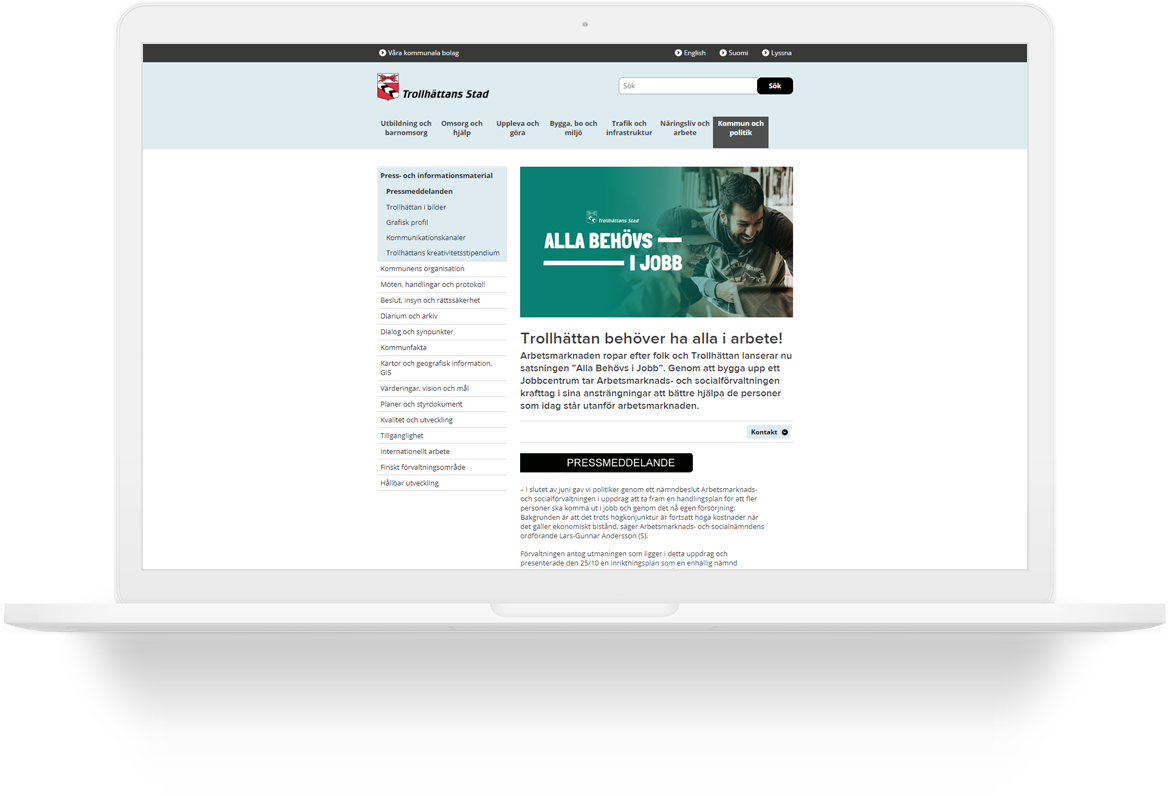 Våra kommunala bolag
English
Suomi
Lyssna
Trollhättans Stad
Sök
Sök
Utbildning och
barnomsorg
Omsorg och
hjälp
Uppleva och
göra
Bygga, bo och
miljö
Trafik och
infrastruktur
Näringsliv och
arbete
Kommun och
politik
Press- och informationsmaterial
Pressmeddelanden
Trollhättan i bilder
Grafisk profil
Kommunikationskanaler
Trollhättans kreativitetsstipendium
Kommunens organisation
Möten, handlingar och protokoll
Beslut, insyn och rättssäkerhet
Diarium och arkiv
Dialog och synpunkter
Kommunfakta
Kartor och geografisk information,
GIS
Värderingar, vision och mål
Planer och styrdokument
Kvalitet och utveckling
Tillgänglighet
Internationellt arbete
Finskt förvaltningsområde
Hållbar utveckling
Trollhättans Stad
ALLA BEHÖVS
I JOBB
Trollhättan behöver ha alla i arbete!
Arbetsmarknaden ropar efter folk och Trollhättan lanserar nu
satsningen "Alla Behövs i Jobb". Genom att bygga upp ett
Jobbcentrum tar Arbetsmarknads- och socialförvaltningen
krafttag i sina ansträngningar att bättre hjälpa de personer
som idag står utanför arbetsmarknaden.
Kontakt
PRESSMEDDELANDE
– I slutet av juni gav vi politiker genom ett nämndbeslut Arbetsmarknads-
och socialförvaltningen i uppdrag att ta fram en handlingsplan för att fler
personer ska komma ut i jobb och genom det nå egen försörjning.
Bakgrunden är att det trots högkonjunktur är fortsatt höga kostnader när
det gäller ekonomiskt bistånd, säger Arbetsmarknads- och socialnämndens
ordförande Lars-Gunnar Andersson (S).
Förvaltningen antog utmaningen som ligger i detta uppdrag och
presenterade den 25/10 en inriktningsplan som en enhällig nämnd